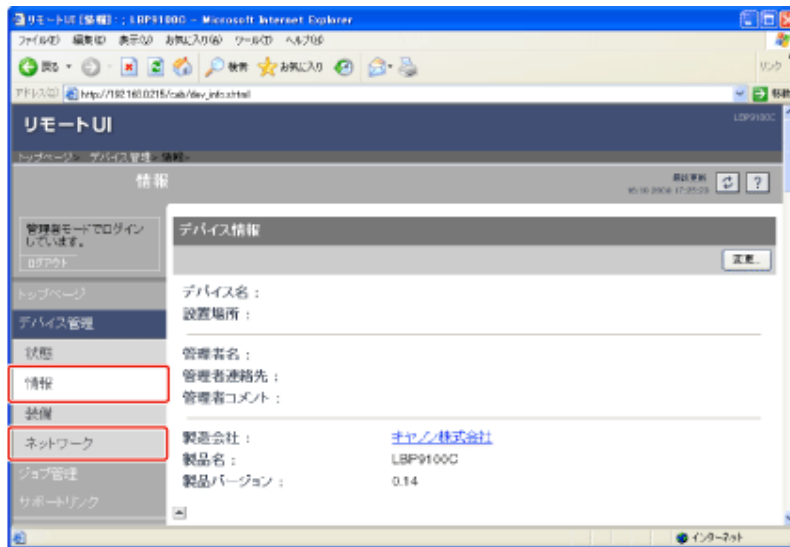 リモートUI [情報] : ; LBP9100C - Microsoft Internet Explorer
ファイル(F) 編集(E) 表示(V) お気に入り(A) ツール(T) ヘルプ(H)
戻る 検索 お気に入り
リンク
アドレス(D) 移動
リモートUI
LBP9100C
トップページ> デバイス管理> 情報>
情報
最終更新
?
管理者モードでログイン
しています。
ログアウト
デバイス情報
変更...
トップページ
デバイス管理
状態
情報
装備
ネットワーク
ジョブ管理
サポートリンク
デバイス名 :
設置場所 :
管理者名 :
管理者連絡先 :
管理者コメント :
製造会社 : キヤノン株式会社
製品名 : LBP9100C
製品バージョン : 0.14
インターネット